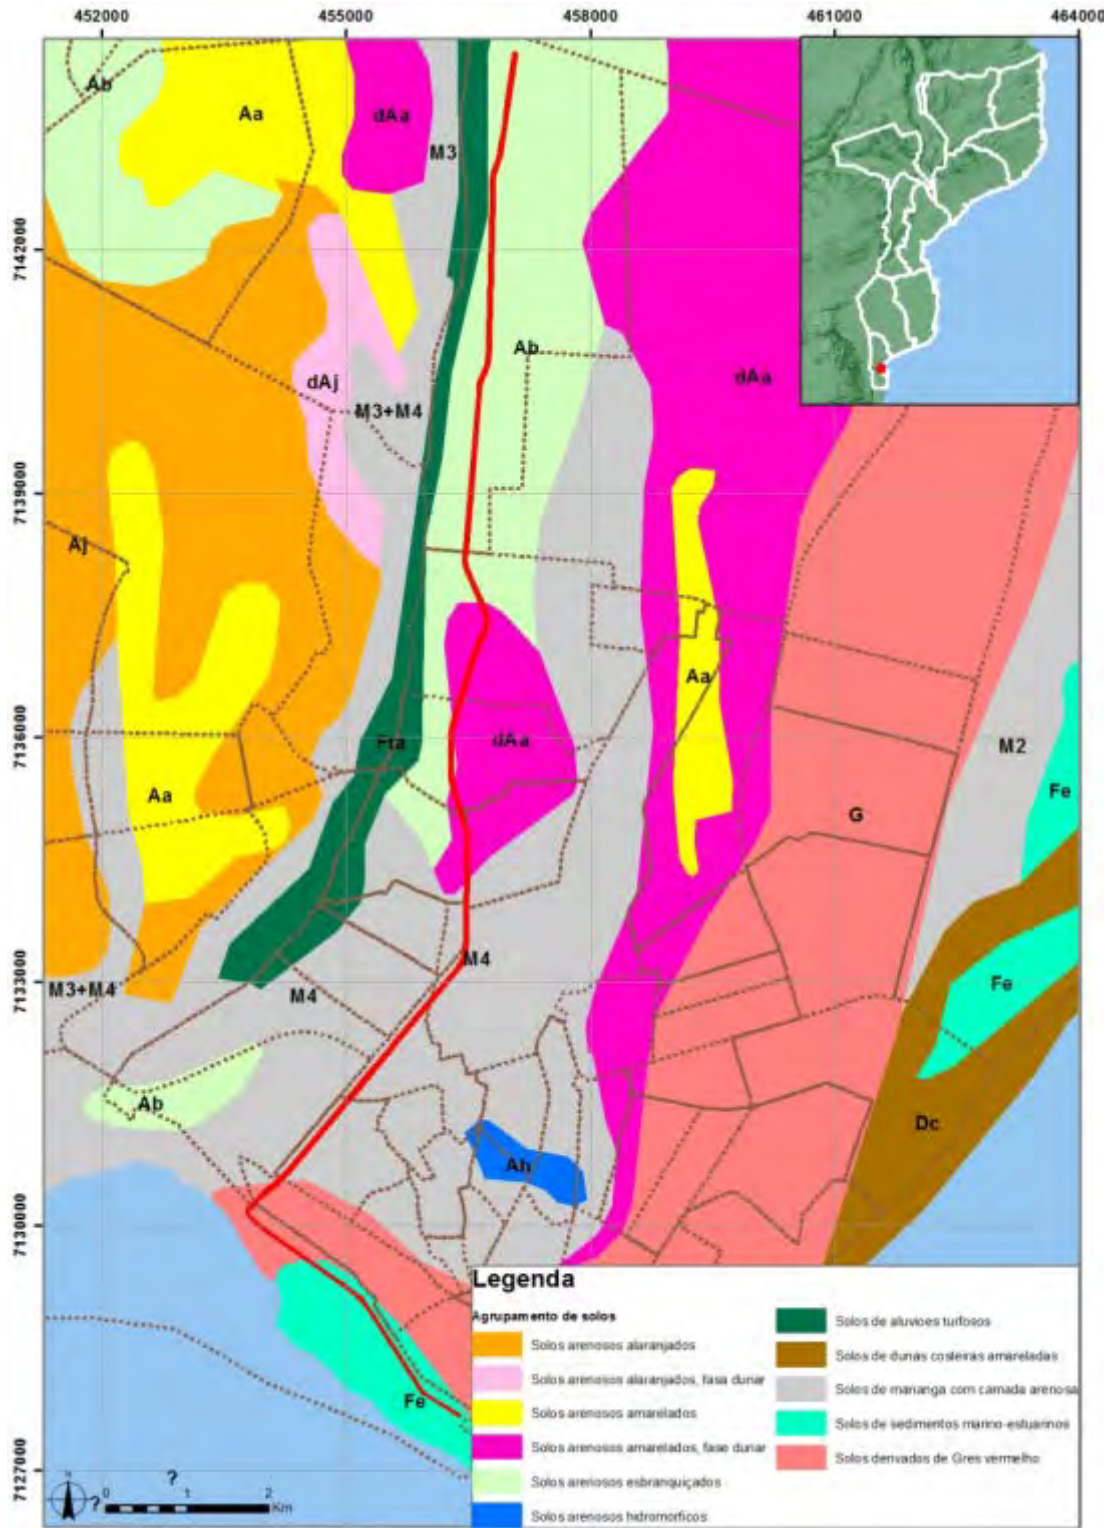 452000 455000 458000 461000 464000
7142000
7139000
7136000
7133000
7130000
7127000
Ab
Aa
dAa
M3
Ab
dAa
dAj
M3+M4
Aj
Aa
Fta
dAa
Aa
M2
Fe
G
M4
M3+M4
M4
Fe
Ab
Ah
Dc
Fe
Legenda
Agrupamento de solos
Solos arenosos alaranjados
Solos arenosos alaranjados, fasa dunar
Solos arenosos amarelados
Solos arenosos amarelados, fase dunar
Solos arenosos esbranquiçados
Solos arenosos hidromorficos
Solos de aluvioes turfosos
Solos de dunas costeiras amareladas
Solos de mananga com camada arenosa
Solos de sedimentos marino-estuarinos
Solos derivados de Gres vermelho
N
?
?
0 1 2
Km